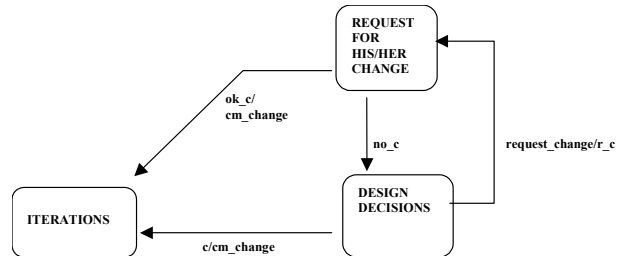 REQUEST
FOR
HIS/HER
CHANGE
ok_c/
cm_change
no_c
request_change/r_c
DESIGN
DECISIONS
ITERATIONS
c/cm_change